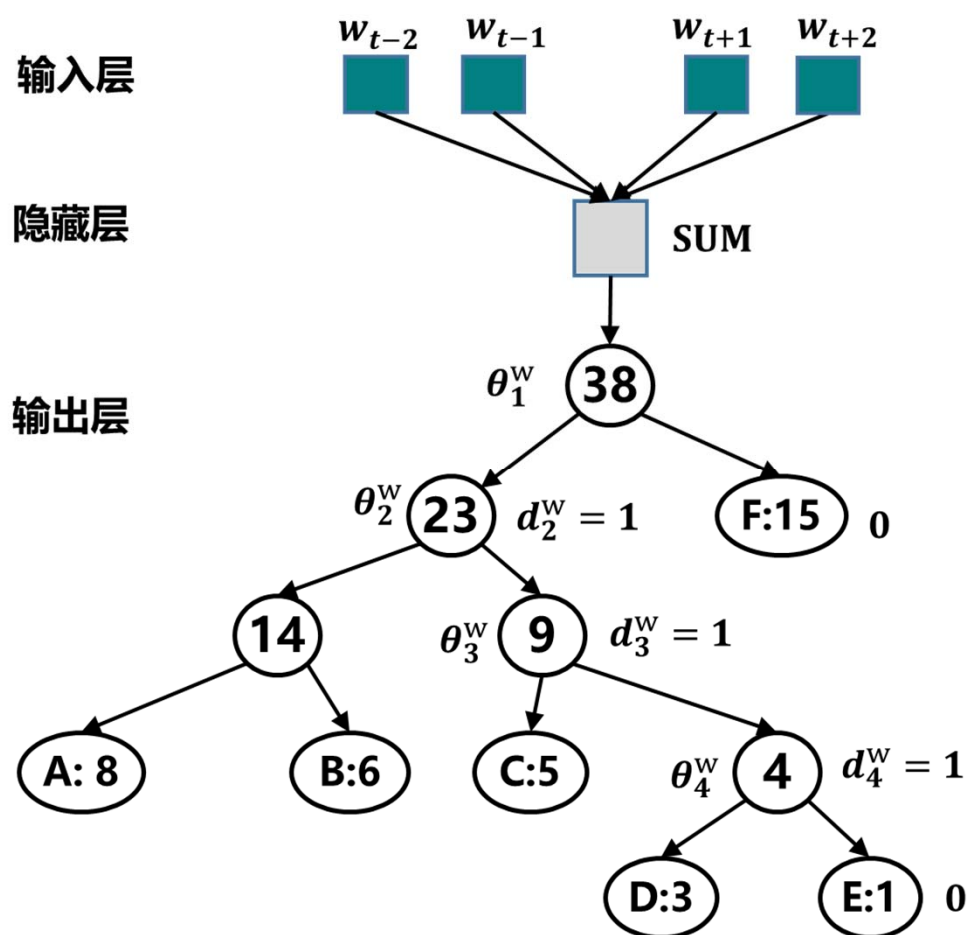 w_{t−2} w_{t−1} w_{t+1} w_{t+2}
输入层
隐藏层
SUM
θ_1^w 38
输出层
θ_2^w 23 d_2^w = 1 F:15 0
14 θ_3^w 9 d_3^w = 1
A: 8 B:6 C:5 θ_4^w 4 d_4^w = 1
D:3 E:1 0